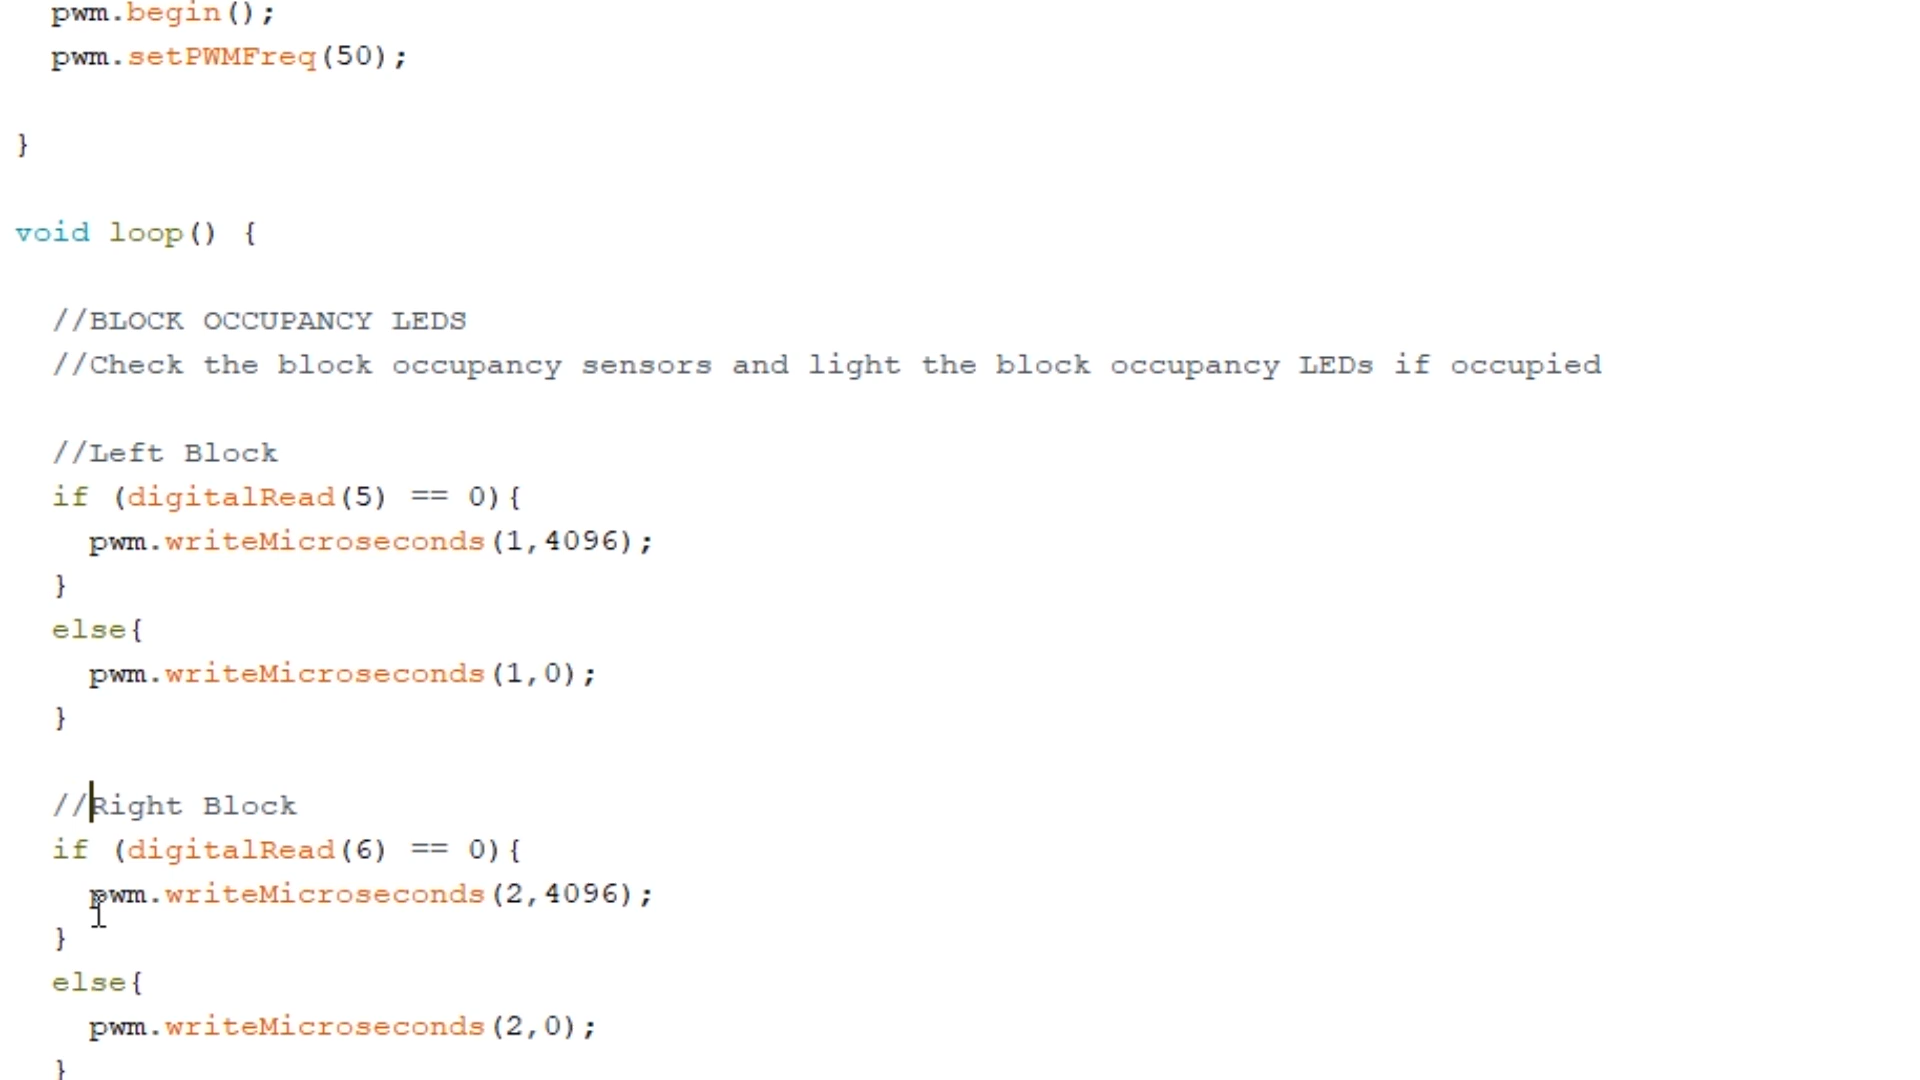 pwm.begin();
pwm.setPWMFreq(50);
}
void loop() {
//BLOCK OCCUPANCY LEDS
//Check the block occupancy sensors and light the block occupancy LEDs if occupied
//Left Block
if (digitalRead(5) == 0){
pwm.writeMicroseconds(1,4096);
}
else{
pwm.writeMicroseconds(1,0);
}
//Right Block
if (digitalRead(6) == 0){
pwm.writeMicroseconds(2,4096);
}
else{
pwm.writeMicroseconds(2,0);
}